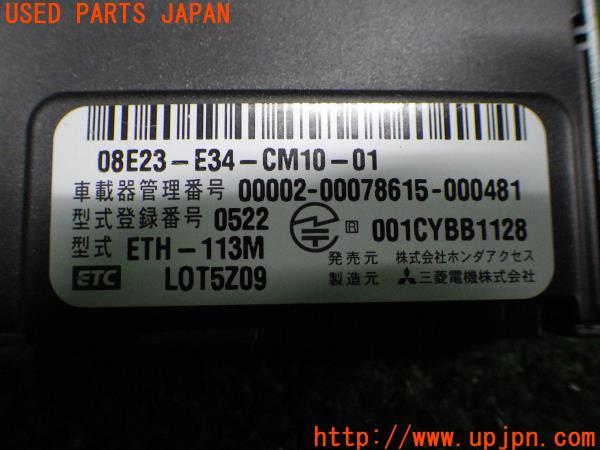 USED PARTS JAPAN
08E23-E34-CM10-01
車載器管理番号 00002-00078615-000481
型式登録番号 0522 R 001CYBB1128
型式 ETH-113M 発売元 株式会社ホンダアクセス
ETC LOT5Z09 製造元 三菱電機株式会社
http://www.upjpn.com/